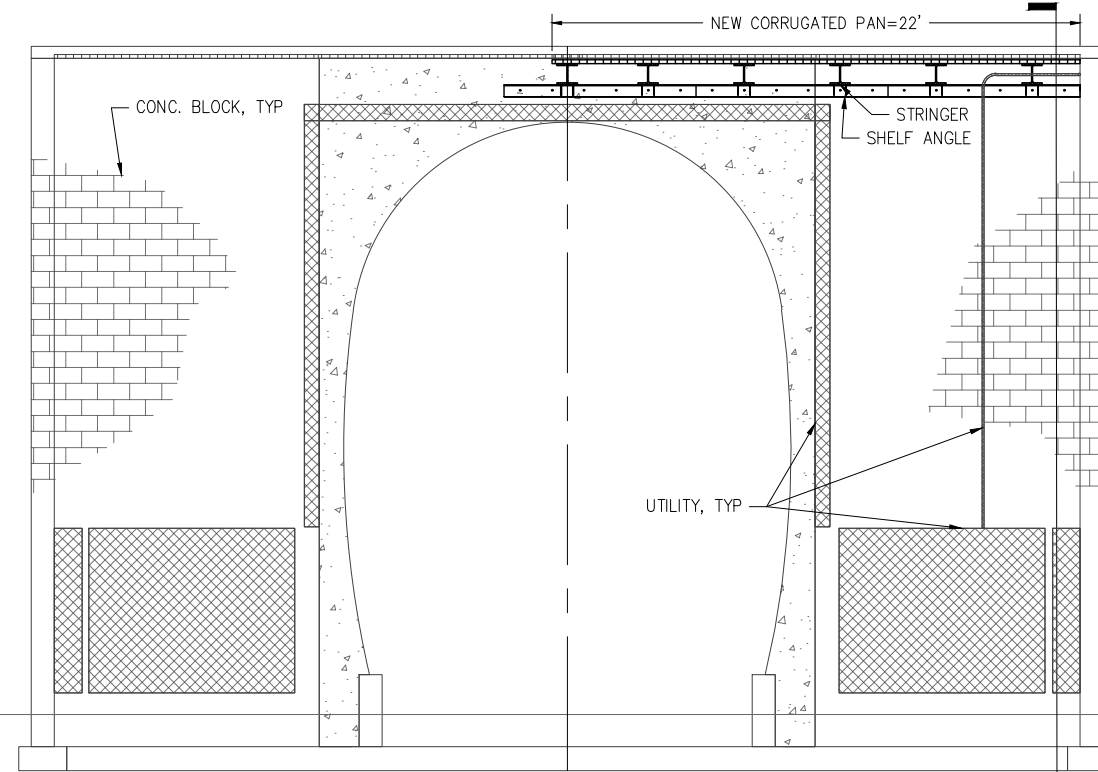 NEW CORRUGATED PAN=22'
CONC. BLOCK, TYP
STRINGER
SHELF ANGLE
UTILITY, TYP